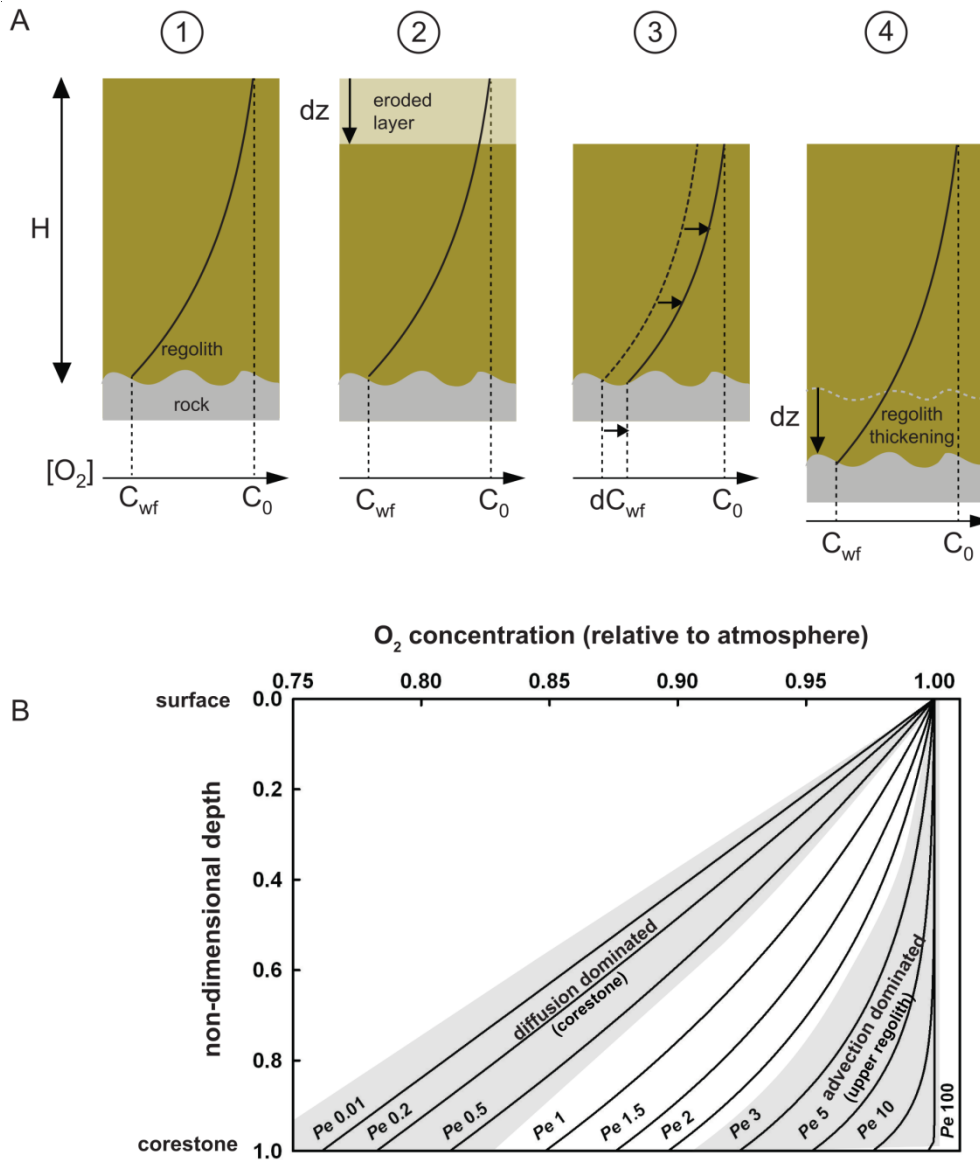 A
1
2
3
4
dz
eroded
layer
H
regolith
rock
dz
regolith
thickening
[O₂]
C_wf
C₀
C_wf
C₀
dC_wf
C₀
C_wf
C₀
B
O₂ concentration (relative to atmosphere)
0.75 0.80 0.85 0.90 0.95 1.00
surface
0.0
0.2
0.4
0.6
0.8
1.0
corestone
non-dimensional depth
diffusion dominated
(corestone)
advection dominated
(upper regolith)
Pe 0.01
Pe 0.2
Pe 0.5
Pe 1
Pe 1.5
Pe 2
Pe 3
Pe 5
Pe 10
Pe 100